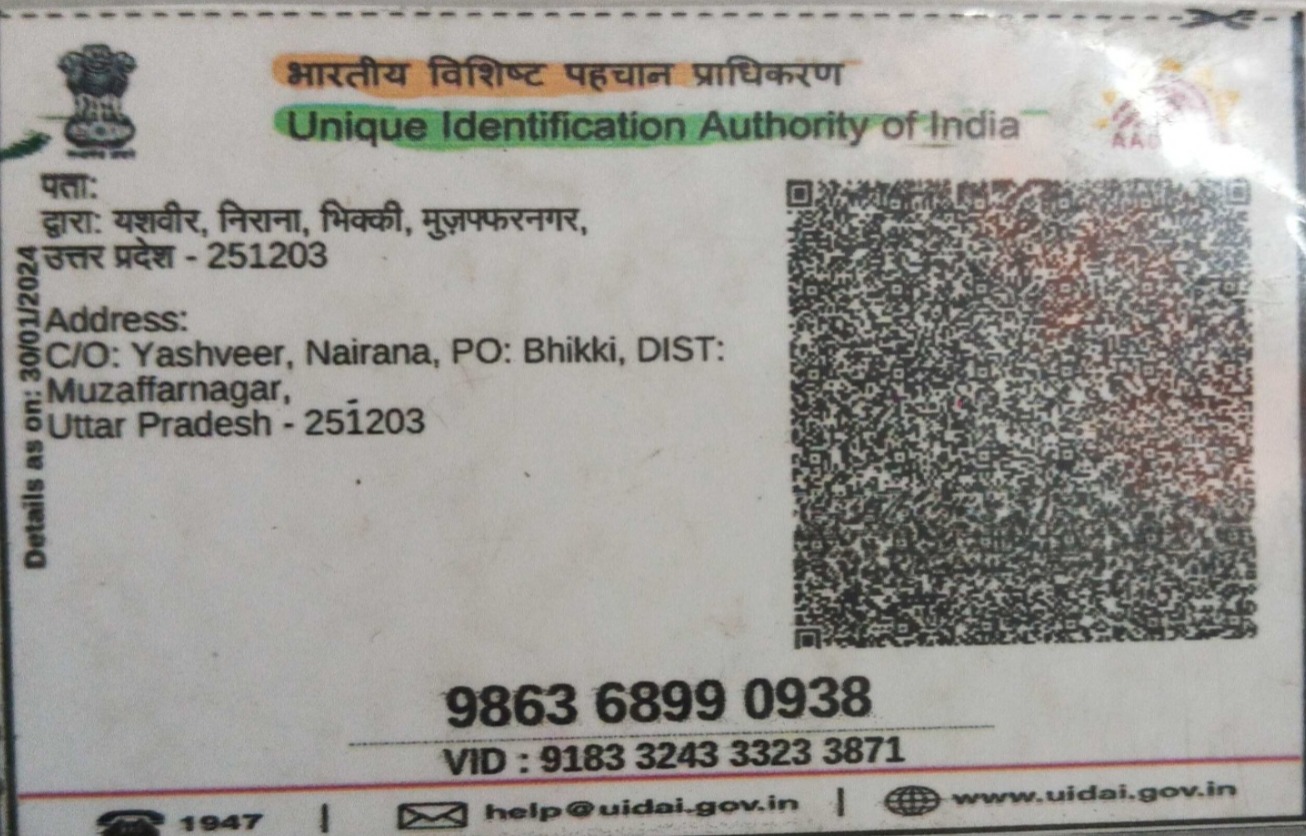 भारतीय विशिष्ट पहचान प्राधिकरण
Unique Identification Authority of India
पता:
द्वारा: यशवीर, निराना, भिक्की, मुज़फ्फरनगर,
उत्तर प्रदेश - 251203
Address:
C/O: Yashveer, Nairana, PO: Bhikki, DIST:
Muzaffarnagar,
Uttar Pradesh - 251203
Details as on: 30/01/2024
9863 6899 0938
VID : 9183 3243 3323 3871
1947 | help@uidai.gov.in | www.uidai.gov.in